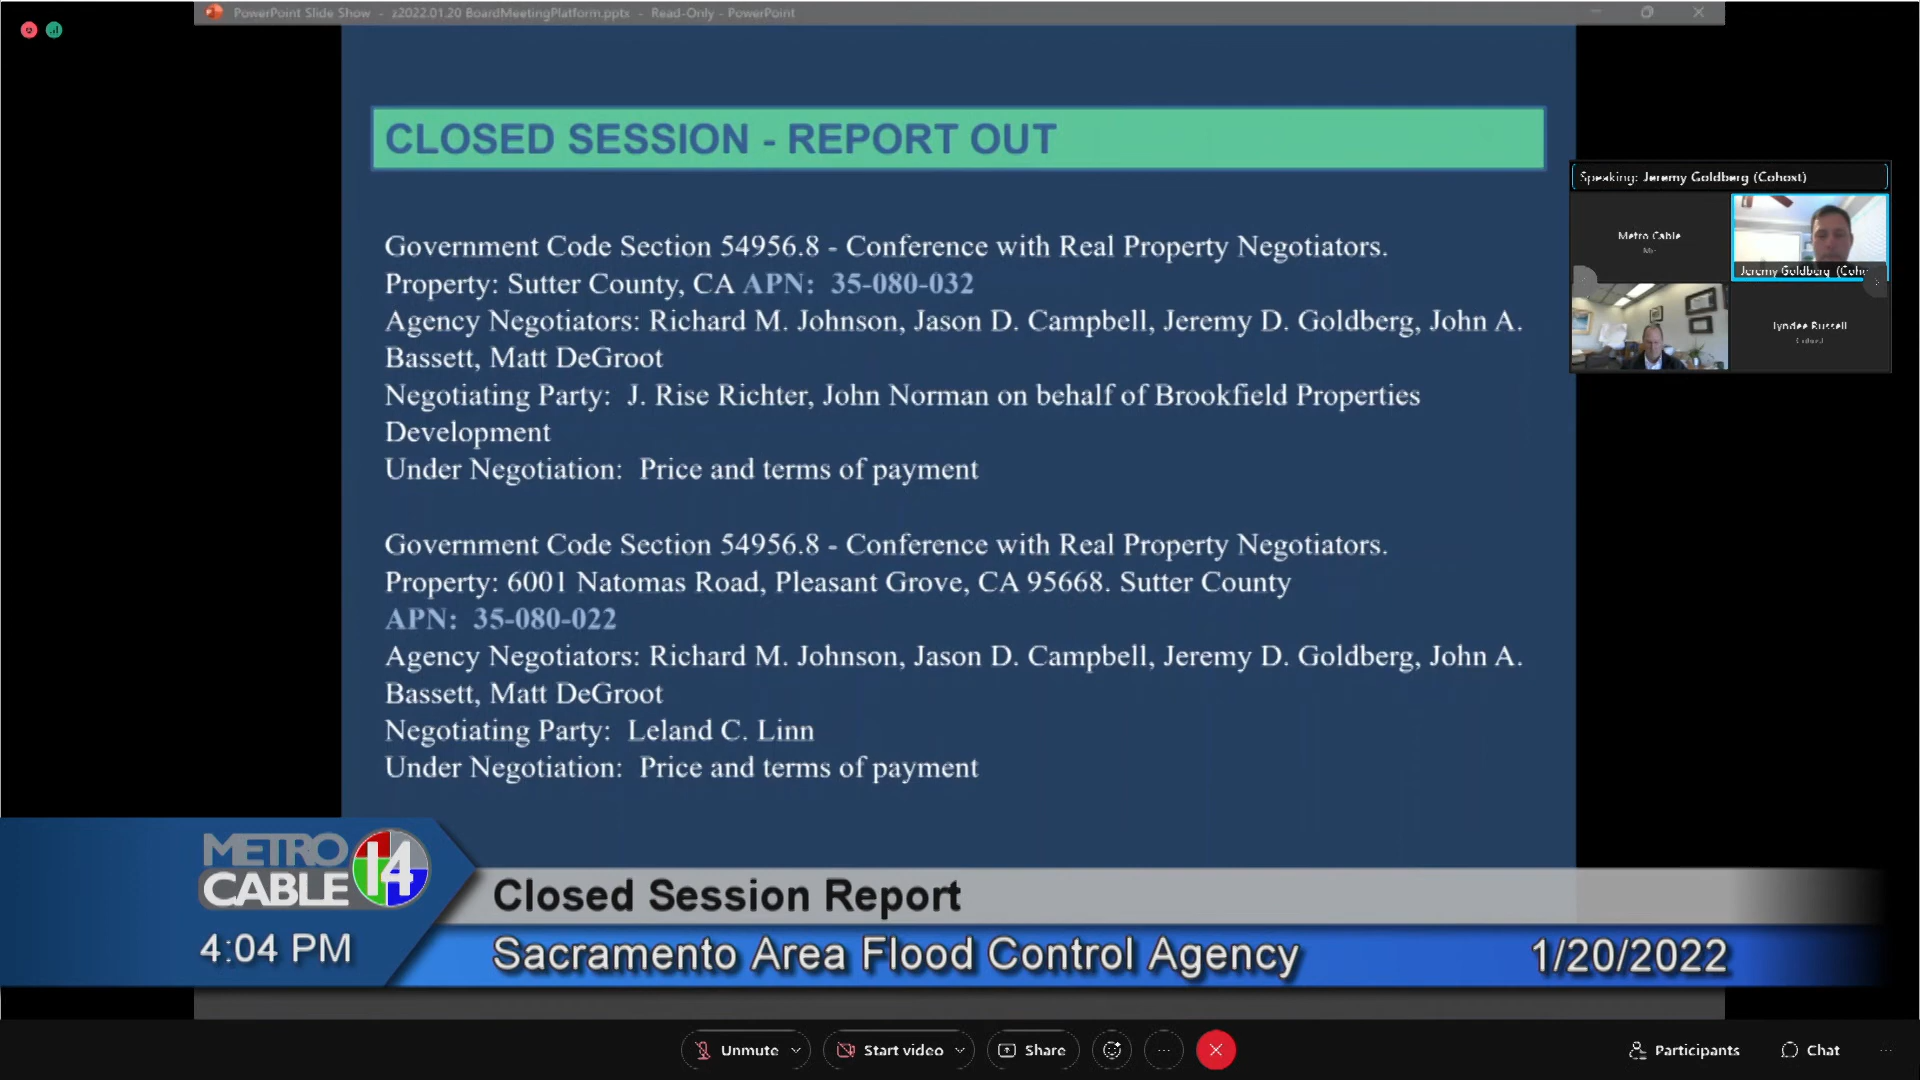 PowerPoint Slide Show - z2022.01.20 BoardMeetingPlatform.pptx - Read-Only - PowerPoint
CLOSED SESSION - REPORT OUT
Government Code Section 54956.8 - Conference with Real Property Negotiators.
Property: Sutter County, CA APN: 35-080-032
Agency Negotiators: Richard M. Johnson, Jason D. Campbell, Jeremy D. Goldberg, John A.
Bassett, Matt DeGroot
Negotiating Party: J. Rise Richter, John Norman on behalf of Brookfield Properties
Development
Under Negotiation: Price and terms of payment
Government Code Section 54956.8 - Conference with Real Property Negotiators.
Property: 6001 Natomas Road, Pleasant Grove, CA 95668. Sutter County
APN: 35-080-022
Agency Negotiators: Richard M. Johnson, Jason D. Campbell, Jeremy D. Goldberg, John A.
Bassett, Matt DeGroot
Negotiating Party: Leland C. Linn
Under Negotiation: Price and terms of payment
Speaking: Jeremy Goldberg (Cohost)
Metro Cable
Jeremy Goldberg (Coho
Lyndee Russell
METRO
CABLE 14
4:04 PM
Closed Session Report
Sacramento Area Flood Control Agency
1/20/2022
Unmute
Start video
Share
Participants
Chat